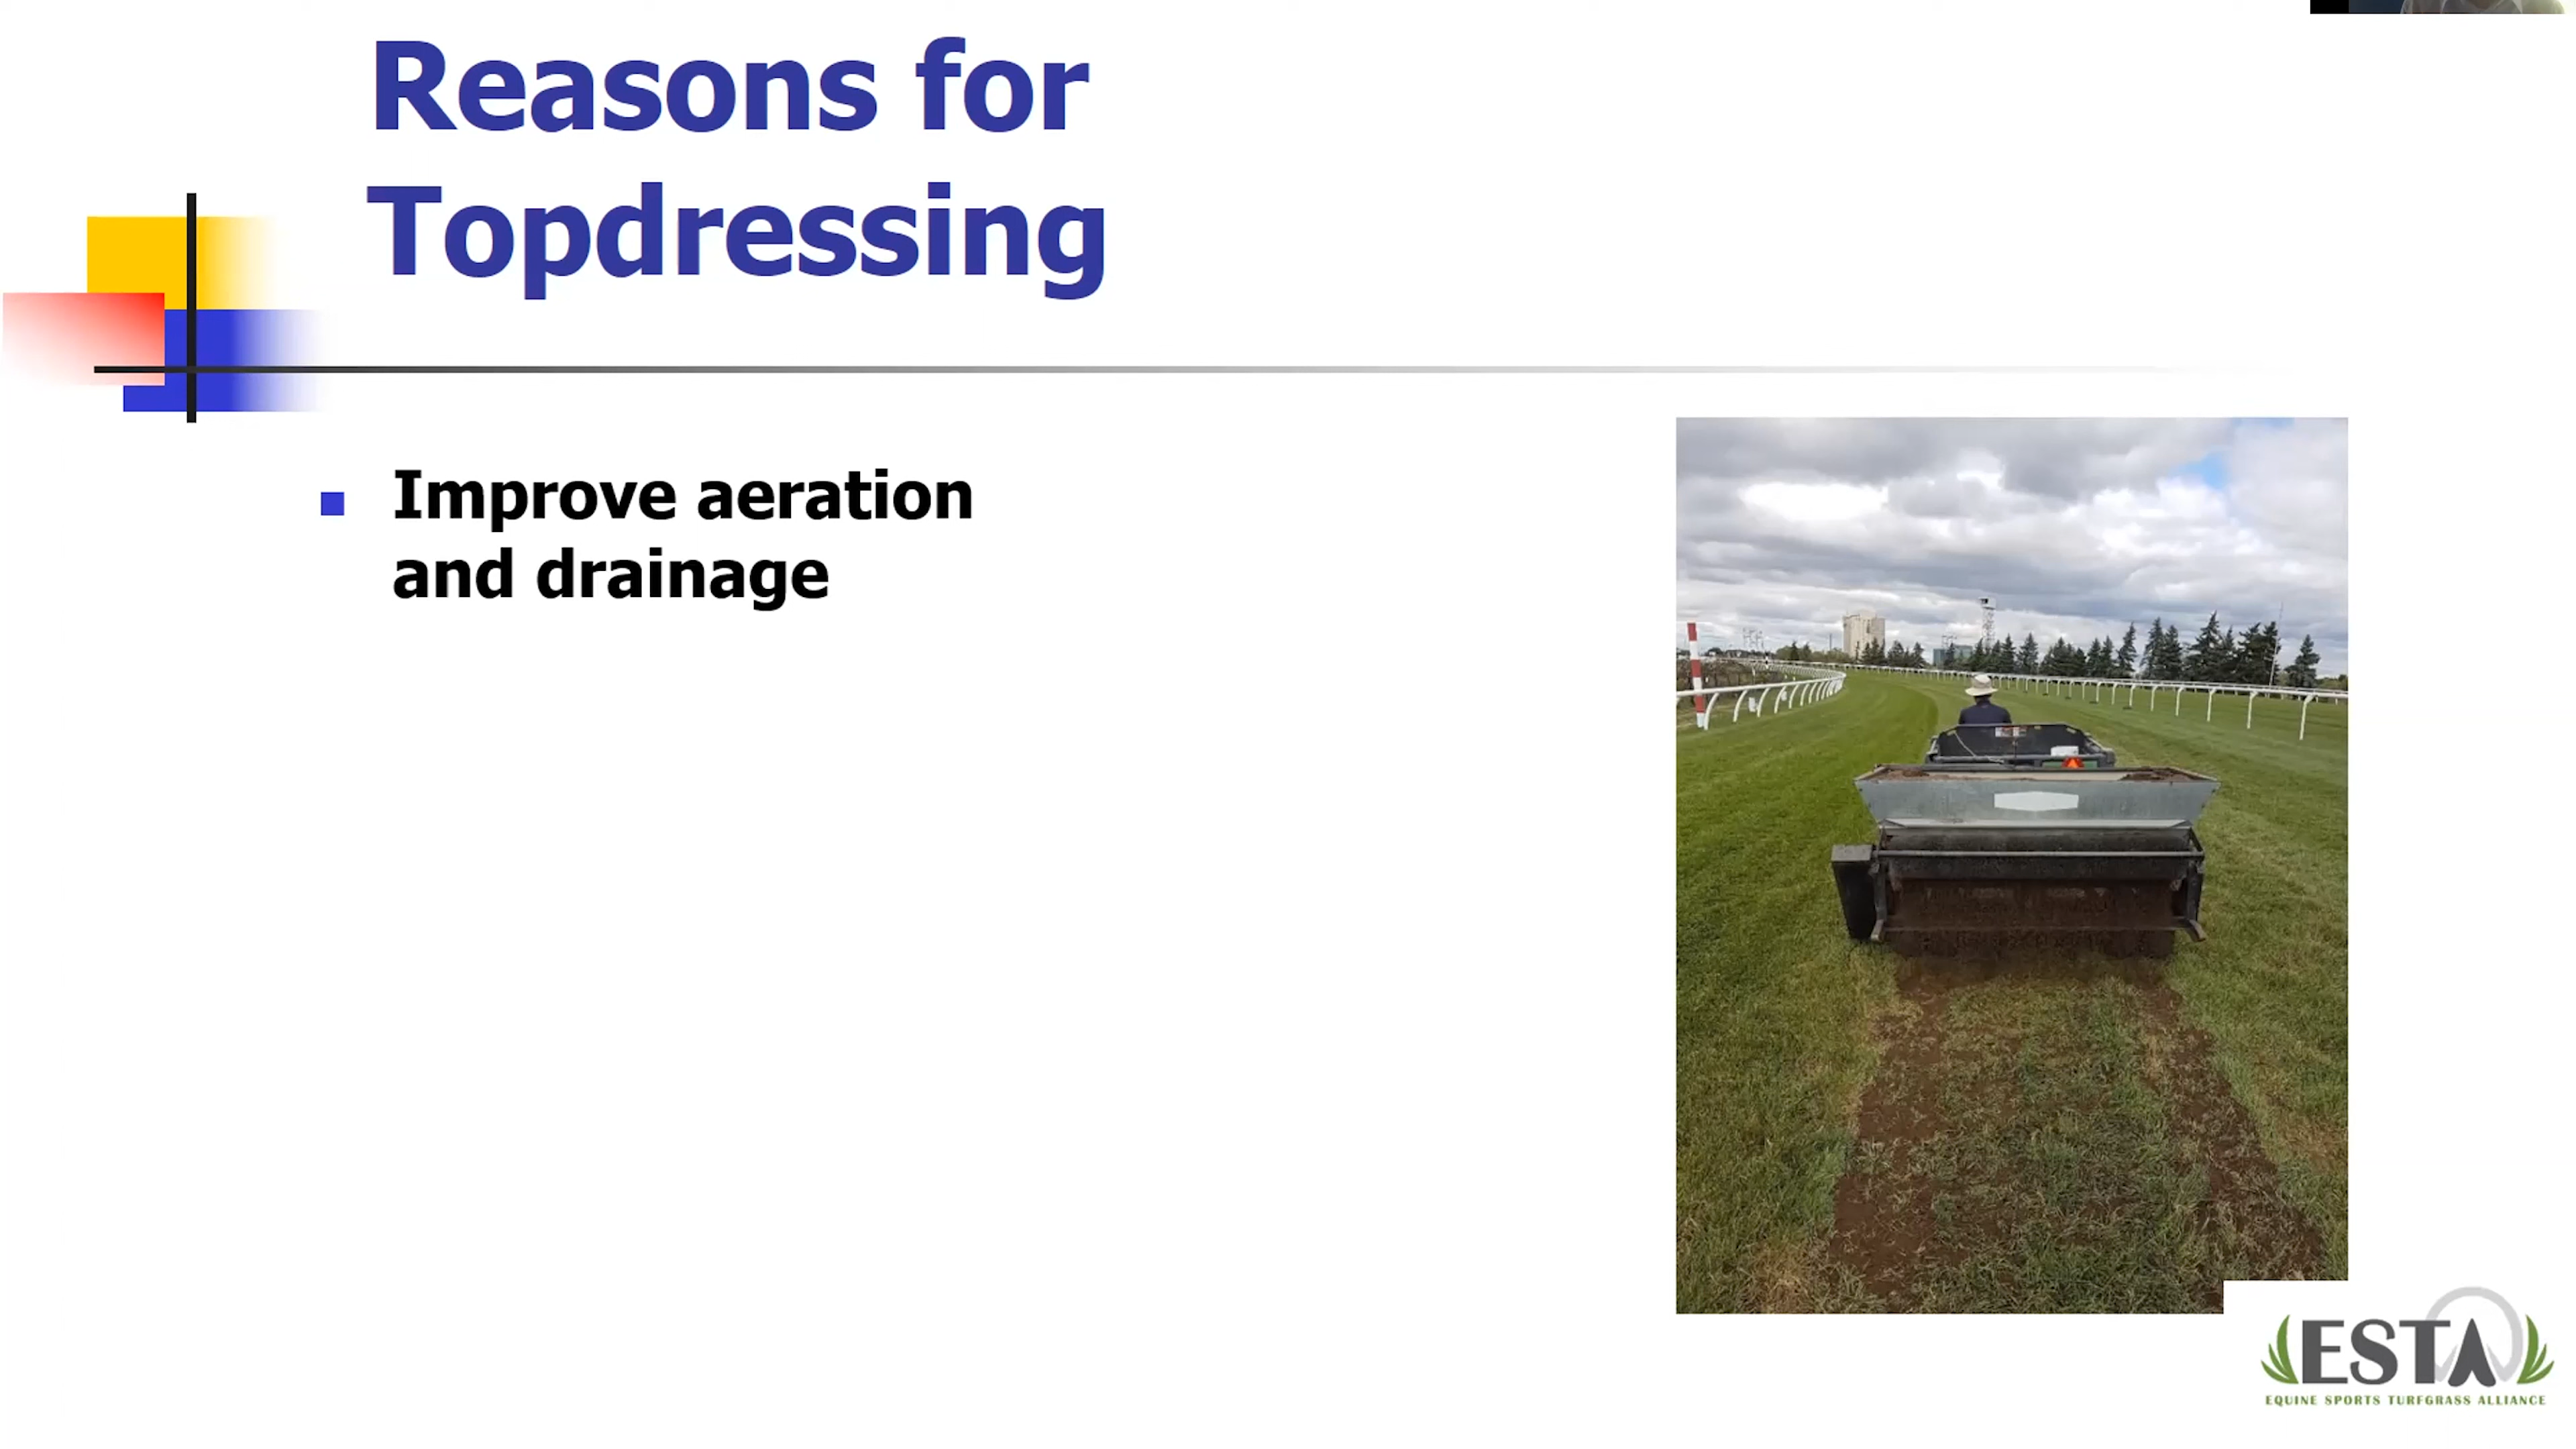 Reasons for
Topdressing
Improve aeration
and drainage
ESTA
EQUINE SPORTS TURFGRASS ALLIANCE